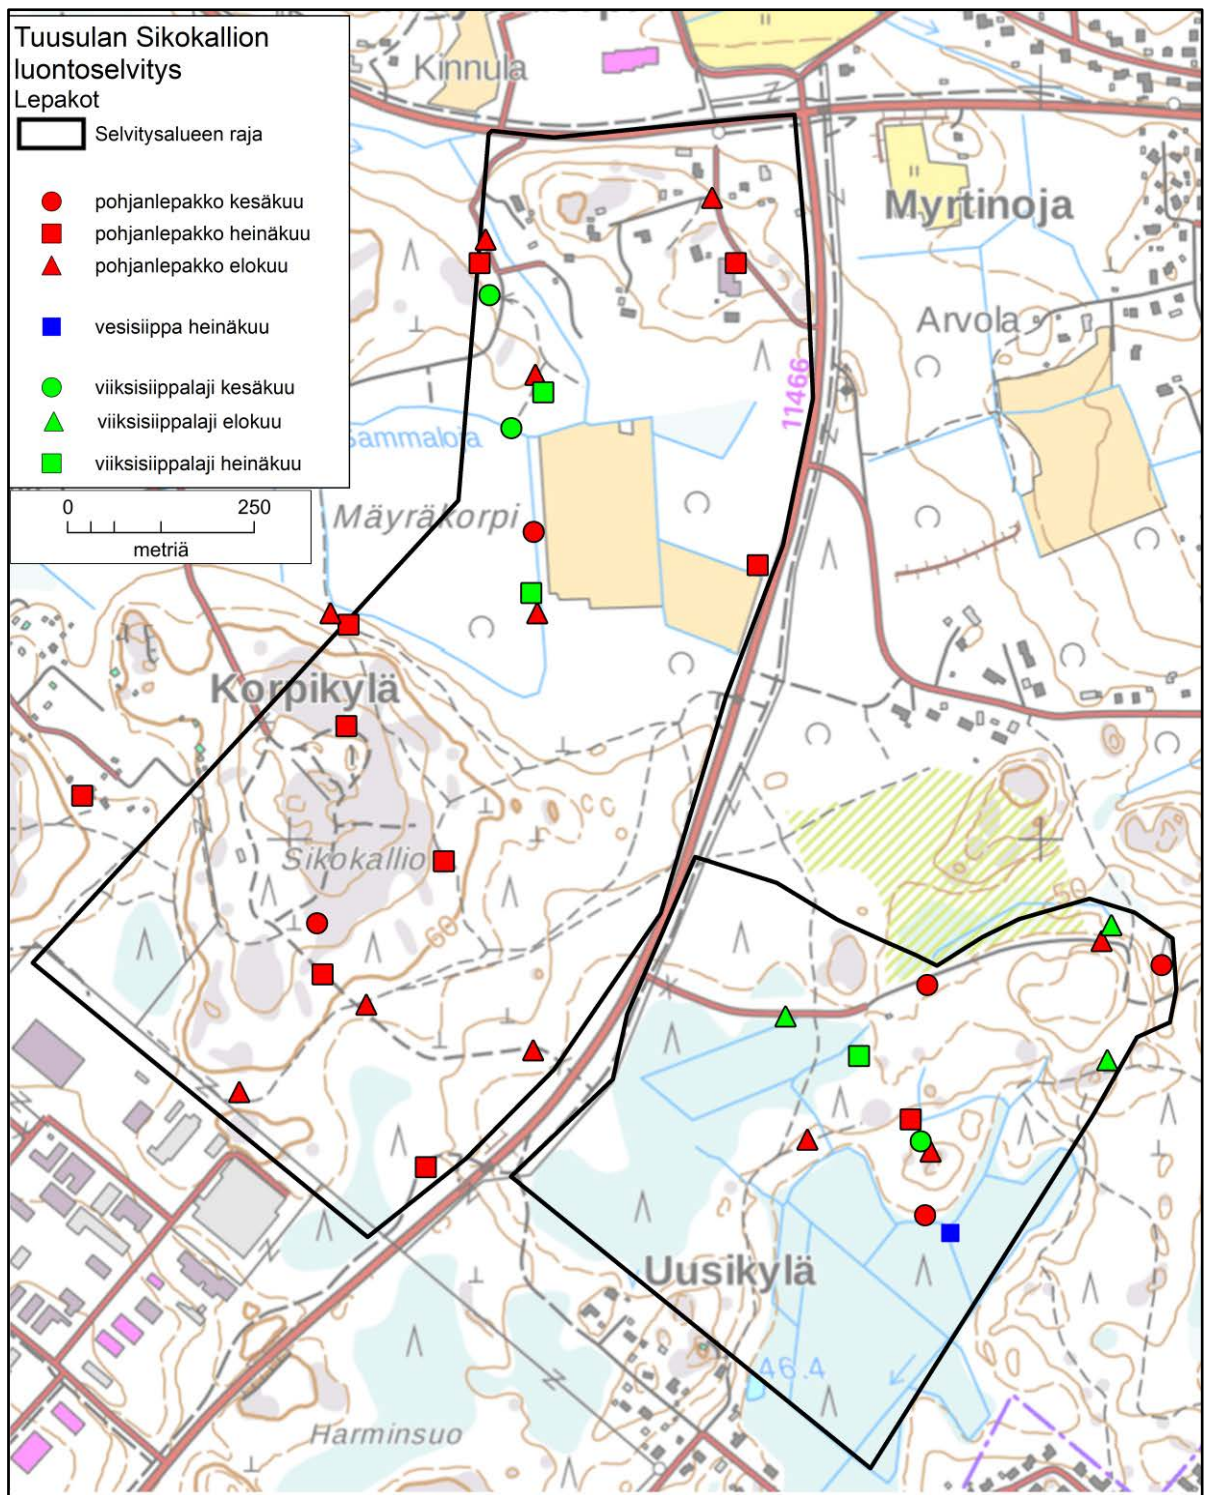 Tuusulan Sikokallion
luontoselvitys
Lepakot
Selvitysalueen raja
pohjanlepakko kesäkuu
pohjanlepakko heinäkuu
pohjanlepakko elokuu
vesisiippa heinäkuu
viiksisiippalaji kesäkuu
viiksisiippalaji elokuu
viiksisiippalaji heinäkuu
0 250
metriä
Kinnula
Myrtinoja
Arvola
11466
Sammaloja
Mäyräkorpi
Korpikylä
Sikokallio
60
50
Uusikylä
46.4
Harminsuo